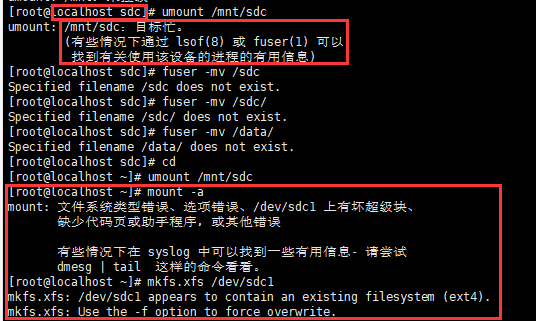 [root@localhost sdc]# umount /mnt/sdc
umount: /mnt/sdc：目标忙。
(有些情况下通过 lsof(8) 或 fuser(1) 可以
找到有关使用该设备的进程的有用信息)
[root@localhost sdc]# fuser -mv /sdc
Specified filename /sdc does not exist.
[root@localhost sdc]# fuser -mv /sdc/
Specified filename /sdc/ does not exist.
[root@localhost sdc]# fuser -mv /data/
Specified filename /data/ does not exist.
[root@localhost sdc]# cd
[root@localhost ~]# umount /mnt/sdc
[root@localhost ~]# mount -a
mount: 文件系统类型错误、选项错误、/dev/sdc1 上有坏超级块、
缺少代码页或助手程序，或其他错误
有些情况下在 syslog 中可以找到一些有用信息- 请尝试
dmesg | tail 这样的命令看看。
[root@localhost ~]# mkfs.xfs /dev/sdc1
mkfs.xfs: /dev/sdc1 appears to contain an existing filesystem (ext4).
mkfs.xfs: Use the -f option to force overwrite.